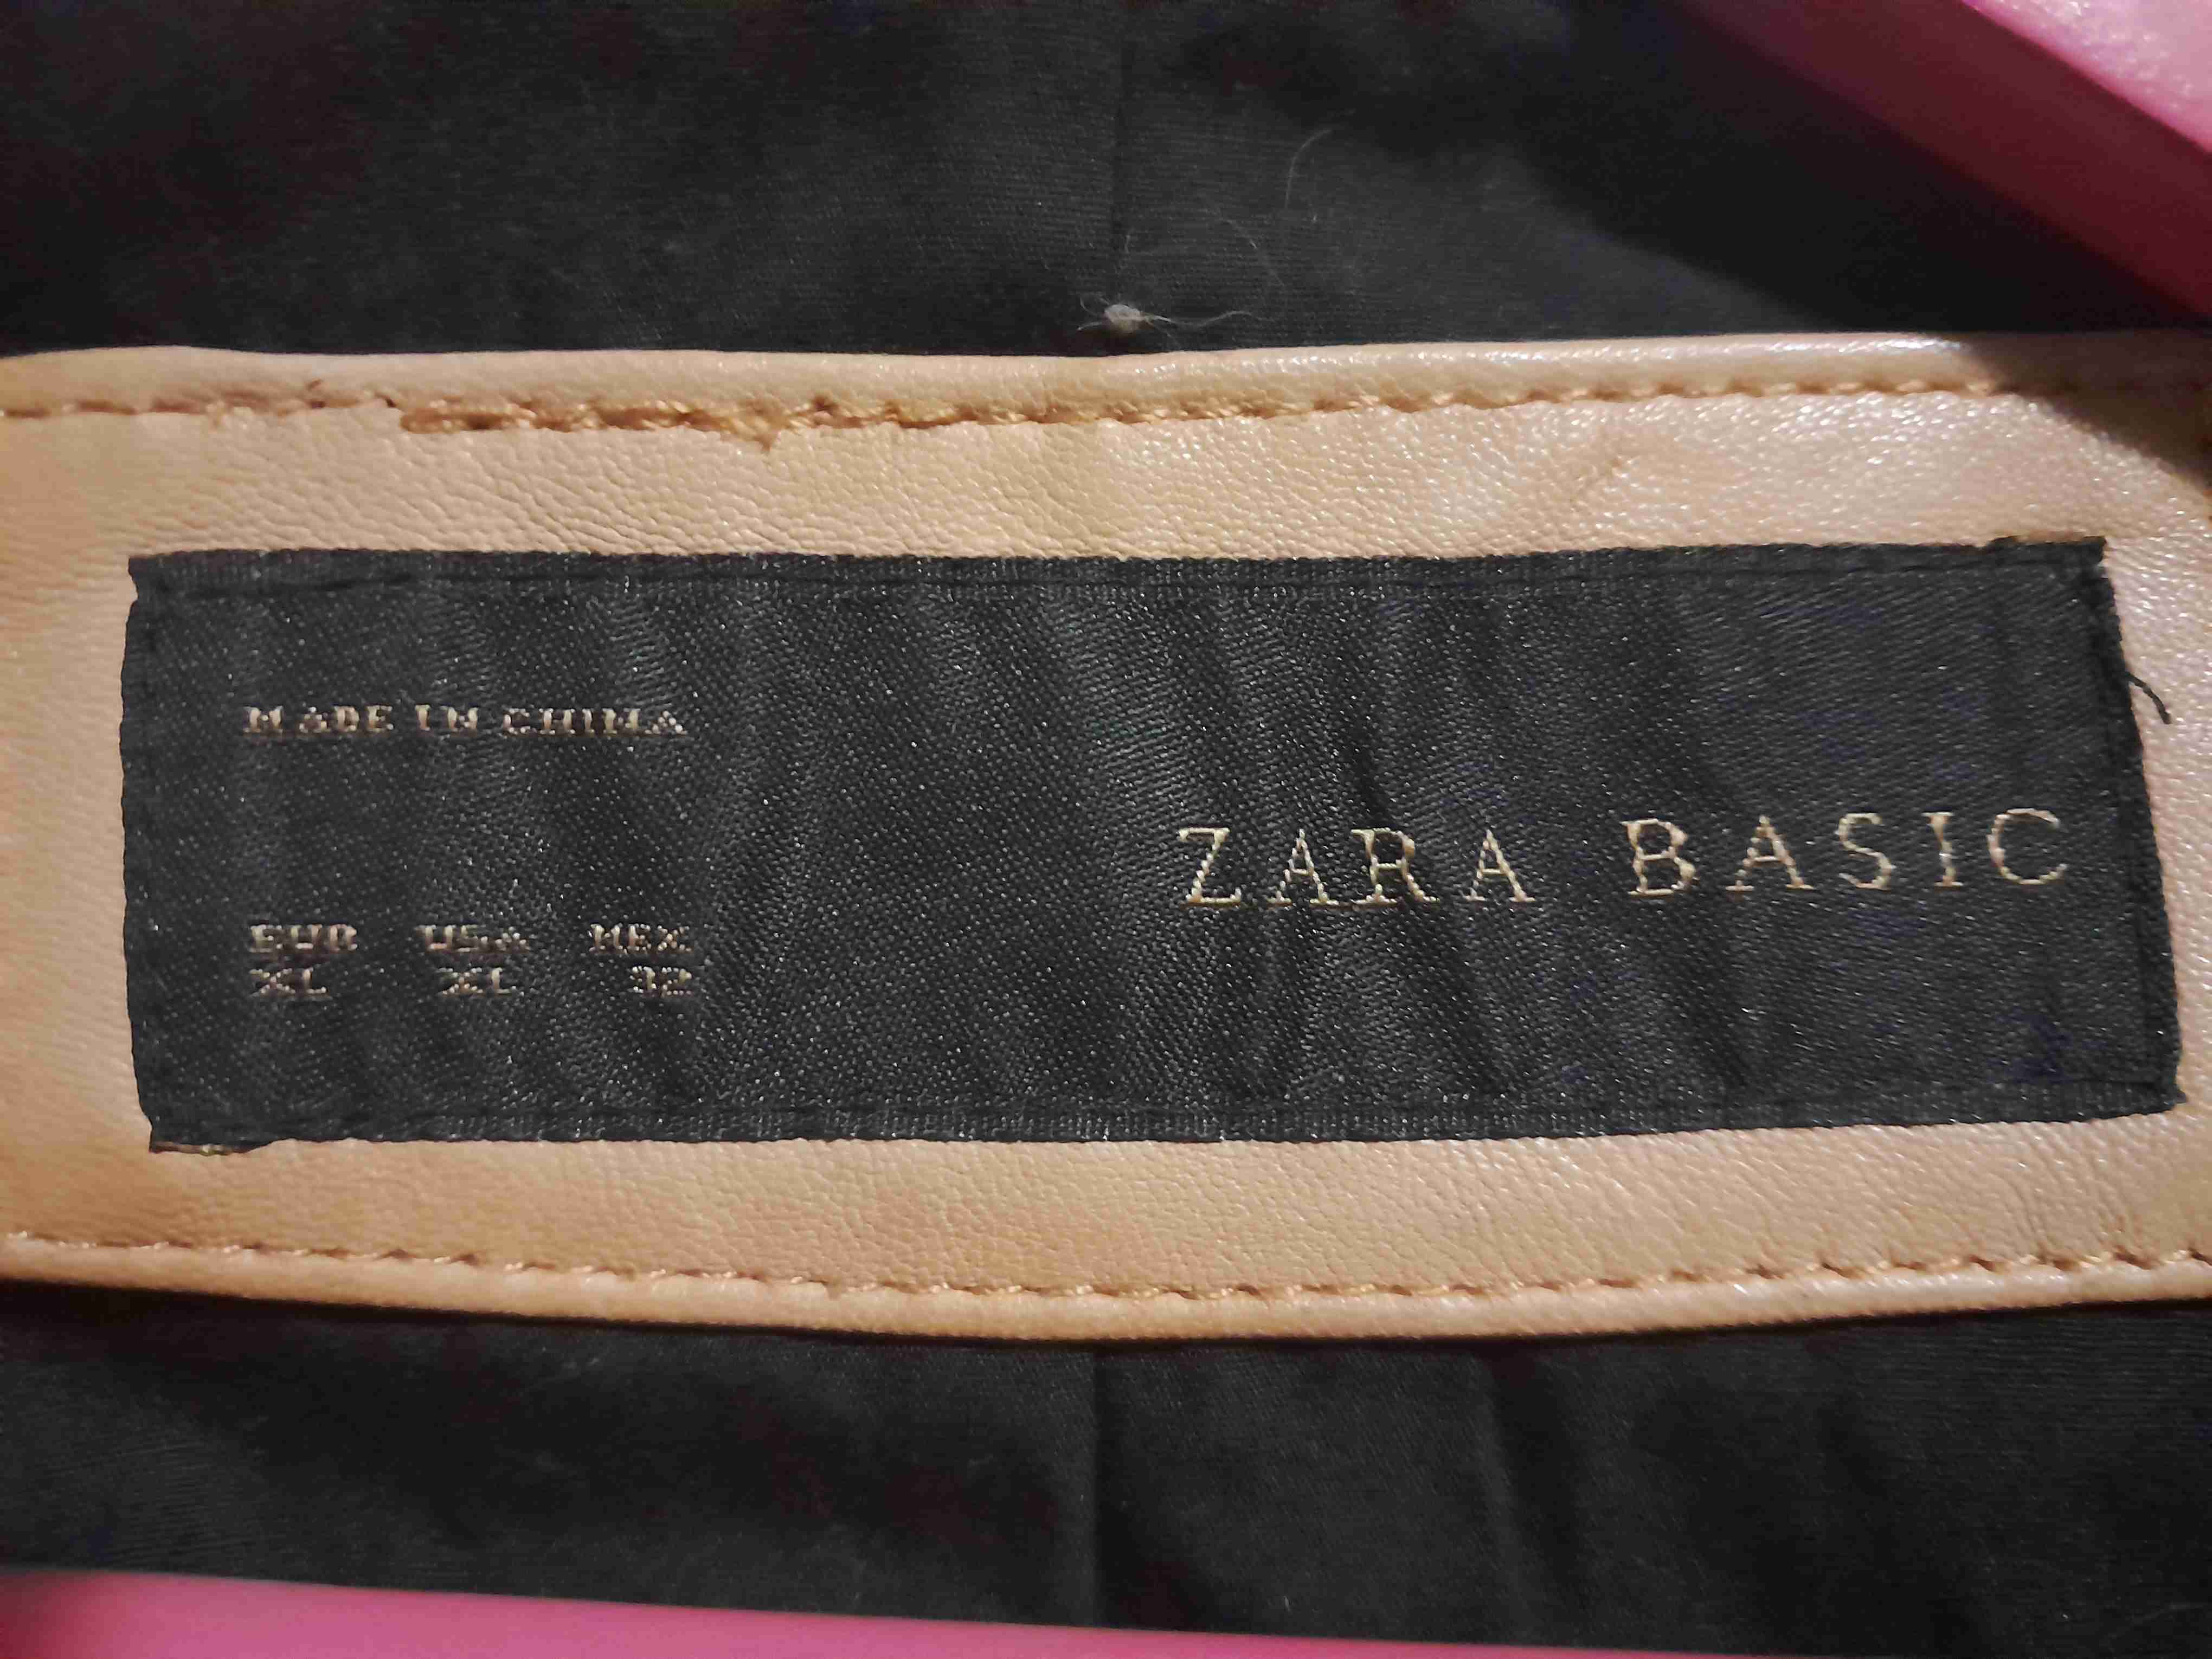 MADE IN CHINA
ZARA BASIC
EUR USA MEX
XL XL 32